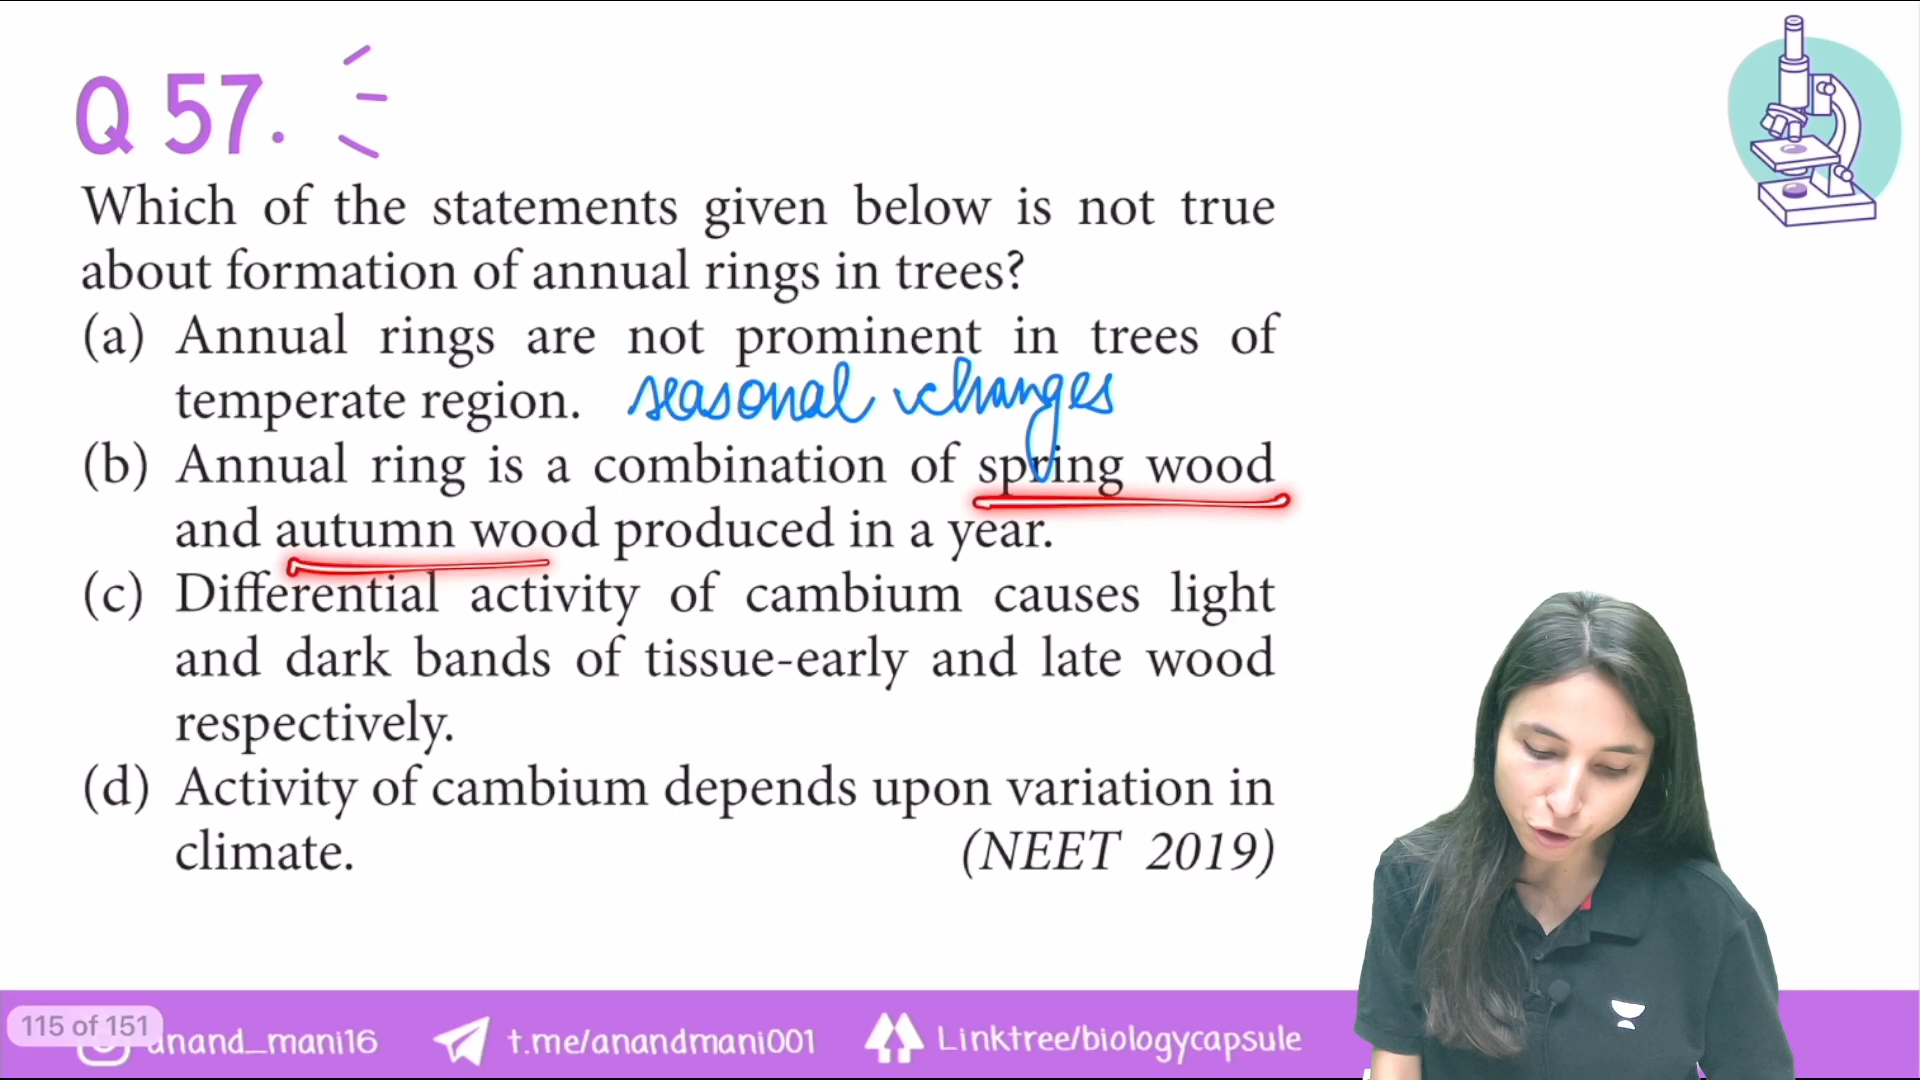 Q 57.
Which of the statements given below is not true
about formation of annual rings in trees?
(a) Annual rings are not prominent in trees of
temperate region. seasonal changes
(b) Annual ring is a combination of spring wood
and autumn wood produced in a year.
(c) Differential activity of cambium causes light
and dark bands of tissue-early and late wood
respectively.
(d) Activity of cambium depends upon variation in
climate. (NEET 2019)
115 of 151
anand_mani16 t.me/anandmani001 Linktree/biologycapsule